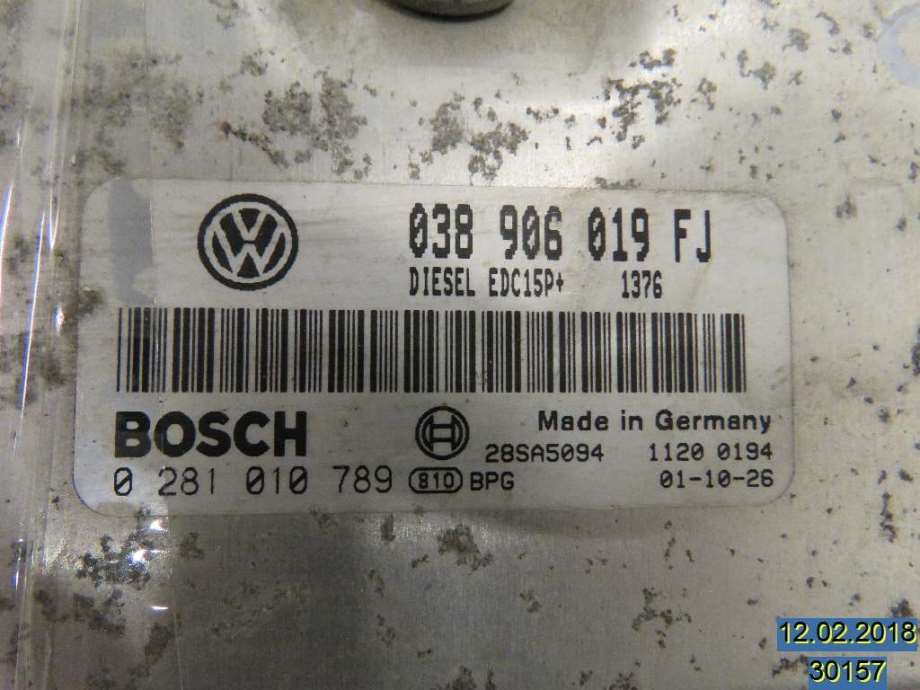 038 906 019 FJ
DIESEL EDC15P+ 1376
BOSCH
Made in Germany
28SA5094 1120 0194
0 281 010 789 810 BPG 01-10-26
12.02.2018
30157